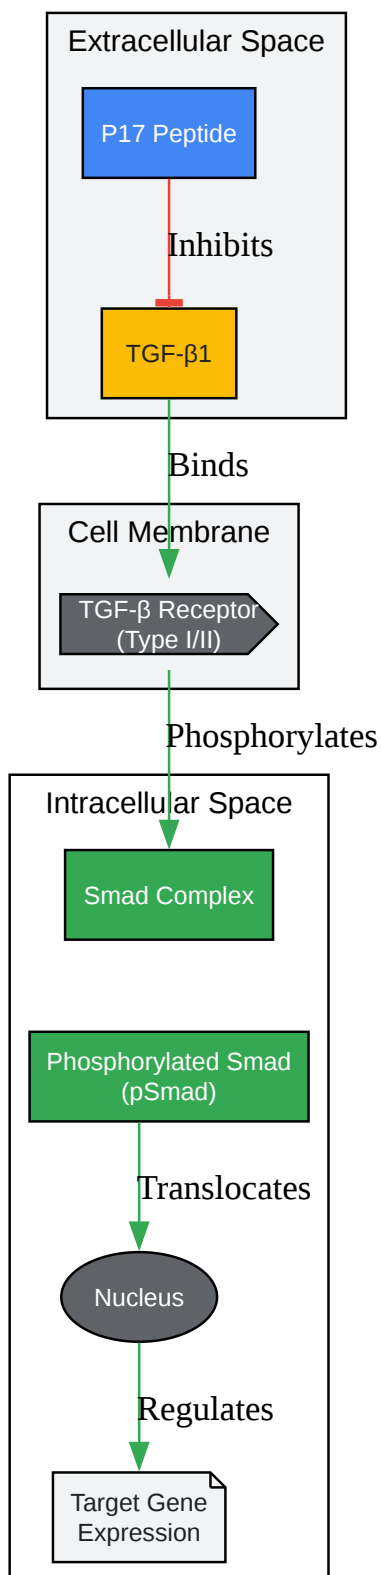 Extracellular Space
P17 Peptide
Inhibits
TGF-β1
Binds
Cell Membrane
TGF-β Receptor
(Type I/II)
Phosphorylates
Intracellular Space
Smad Complex
Phosphorylated Smad
(pSmad)
Translocates
Nucleus
Regulates
Target Gene
Expression